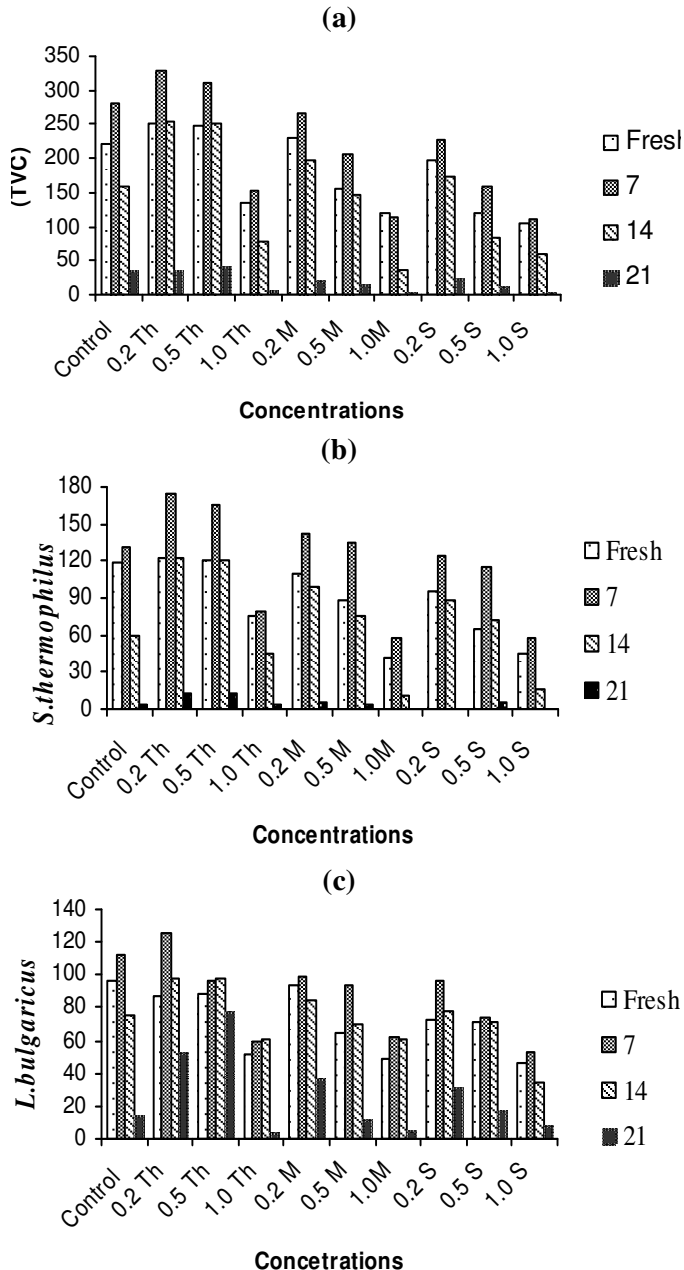 (a)
(TVC)
350
300
250
200
150
100
50
0
Control
0.2 Th
0.5 Th
1.0 Th
0.2 M
0.5 M
1.0M
0.2 S
0.5 S
1.0 S
Concentrations
Fresh
7
14
21
(b)
S.thermophilus
180
150
120
90
60
30
0
Control
0.2 Th
0.5 Th
1.0 Th
0.2 M
0.5 M
1.0M
0.2 S
0.5 S
1.0 S
Concentrations
Fresh
7
14
21
(c)
L.bulgaricus
140
120
100
80
60
40
20
0
Control
0.2 Th
0.5 Th
1.0 Th
0.2 M
0.5 M
1.0M
0.2 S
0.5 S
1.0 S
Concetrations
Fresh
7
14
21